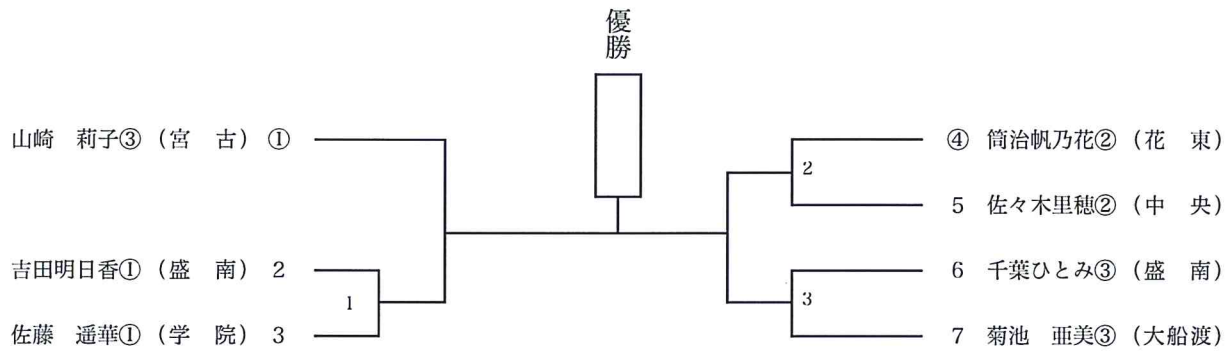 優勝
山崎 莉子③ (宮 古) ①
吉田明日香① (盛 南) 2
1
佐藤 遥華① (学 院) 3
④ 筒治帆乃花② (花 東)
2
5 佐々木里穂② (中 央)
6 千葉ひとみ③ (盛 南)
3
7 菊池 亜美③ (大船渡)